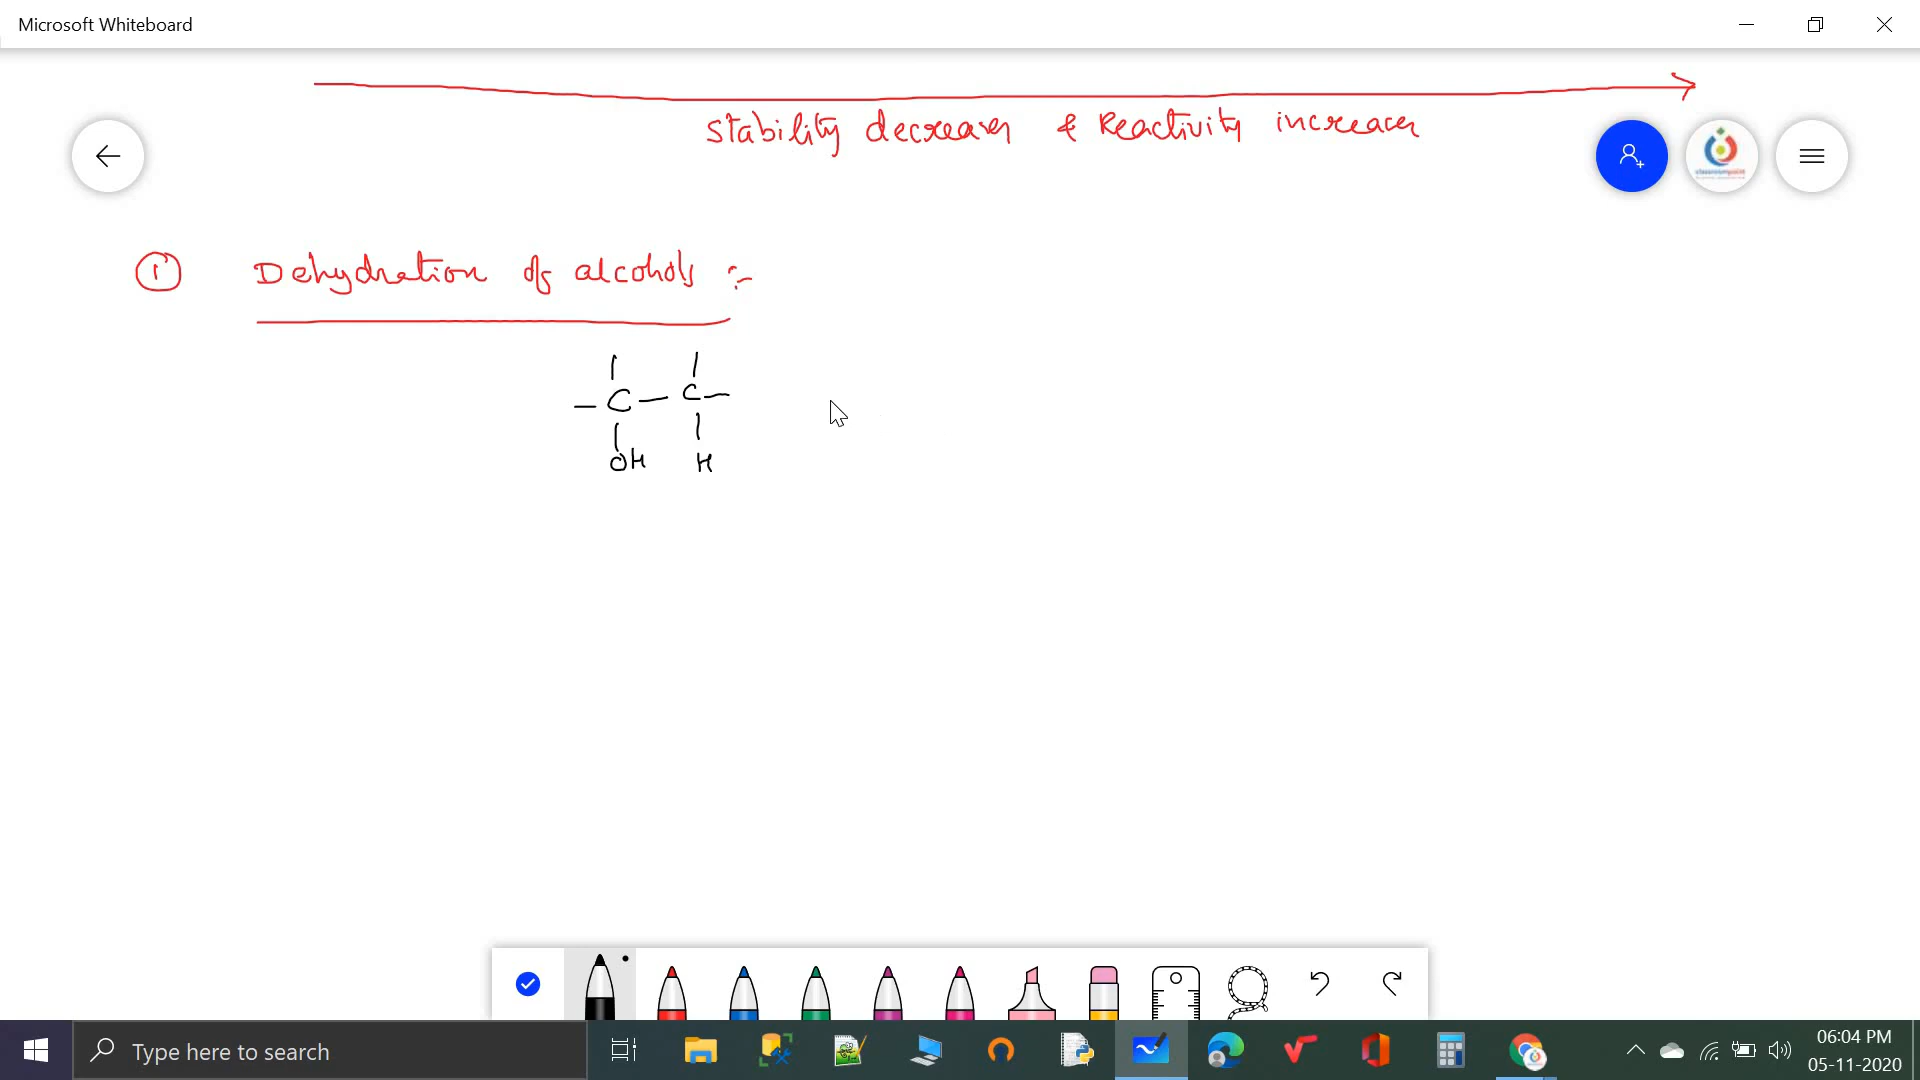 Microsoft Whiteboard
Stability decreases & Reactivity increases
① Dehydration of alcohols :-
– C – C –
OH H
Type here to search
06:04 PM
05-11-2020